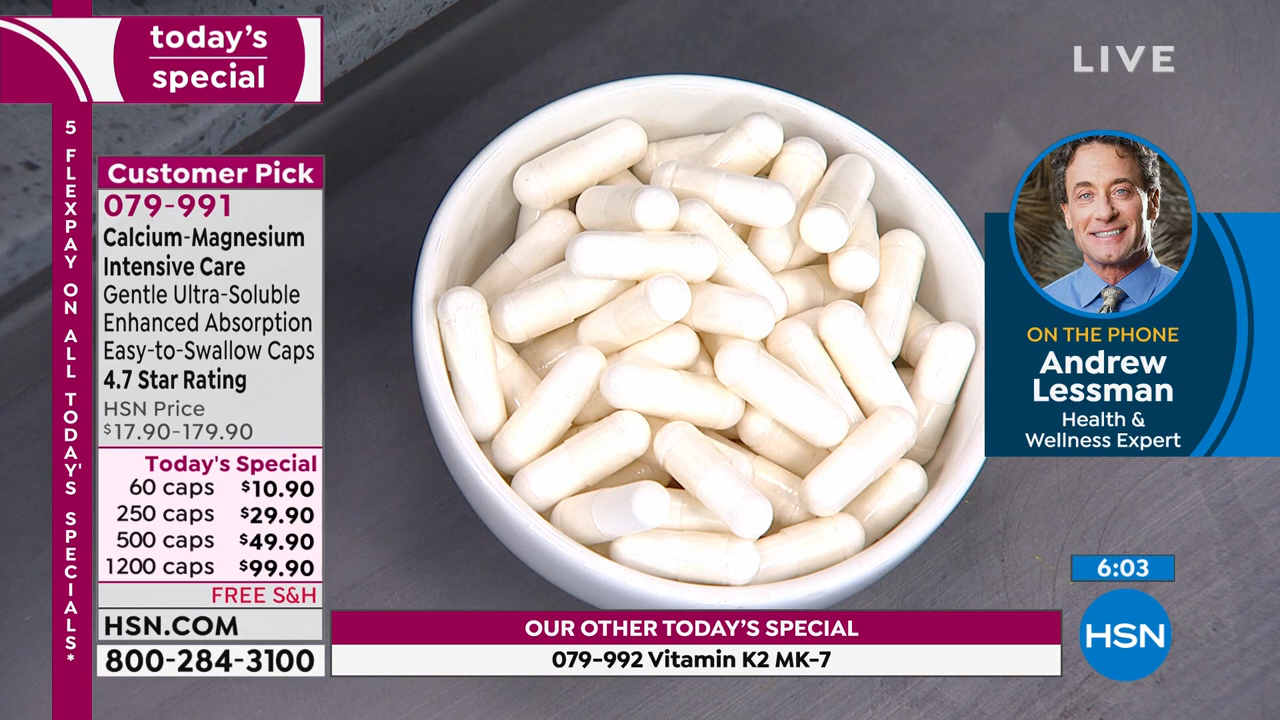 today's
special
LIVE
5 FLEXPAY ON ALL TODAY'S SPECIALS*
Customer Pick
079-991
Calcium-Magnesium
Intensive Care
Gentle Ultra-Soluble
Enhanced Absorption
Easy-to-Swallow Caps
4.7 Star Rating
HSN Price
$17.90-179.90
Today's Special
60 caps $10.90
250 caps $29.90
500 caps $49.90
1200 caps $99.90
FREE S&H
HSN.COM
800-284-3100
ON THE PHONE
Andrew
Lessman
Health &
Wellness Expert
6:03
HSN
OUR OTHER TODAY'S SPECIAL
079-992 Vitamin K2 MK-7